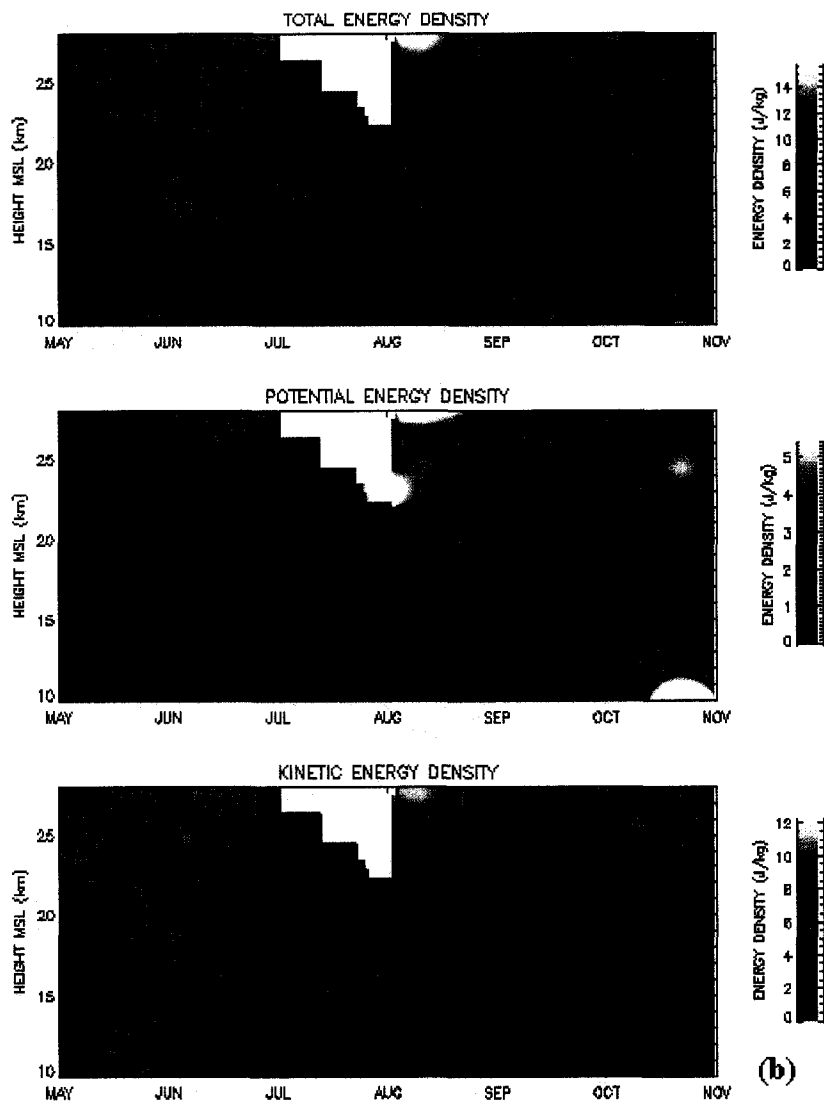 TOTAL ENERGY DENSITY
HEIGHT MSL (km)
25
20
15
10
MAY JUN JUL AUG SEP OCT NOV
ENERGY DENSITY (J/kg)
14
12
10
8
6
4
2
0
POTENTIAL ENERGY DENSITY
HEIGHT MSL (km)
25
20
15
10
MAY JUN JUL AUG SEP OCT NOV
ENERGY DENSITY (J/kg)
5
4
3
2
1
0
KINETIC ENERGY DENSITY
HEIGHT MSL (km)
25
20
15
10
MAY JUN JUL AUG SEP OCT NOV
ENERGY DENSITY (J/kg)
12
10
8
6
4
2
0
(b)